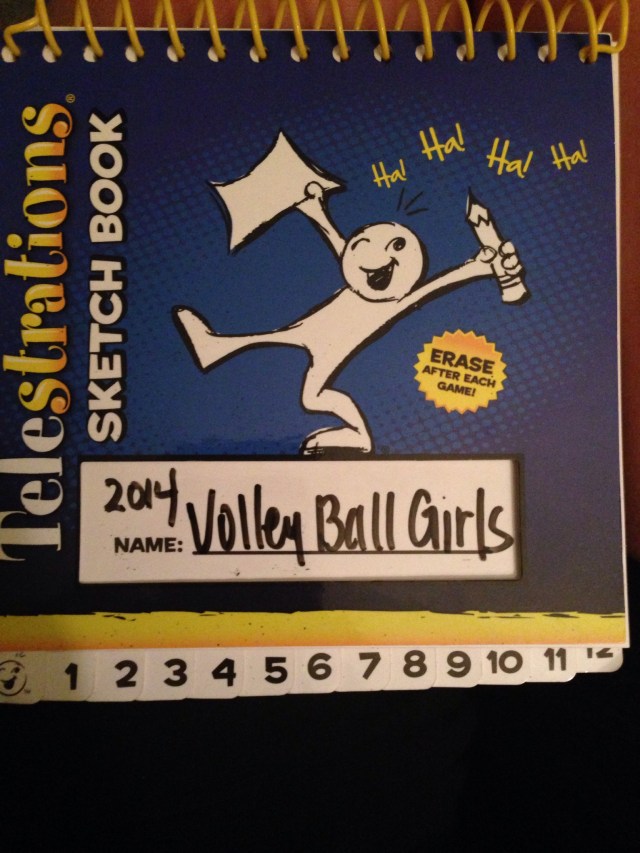 Telestrations®
SKETCH BOOK
Ha! Ha! Ha! Ha!
ERASE
AFTER EACH
GAME!
2014
NAME: Volley Ball Girls
1 2 3 4 5 6 7 8 9 10 11 12